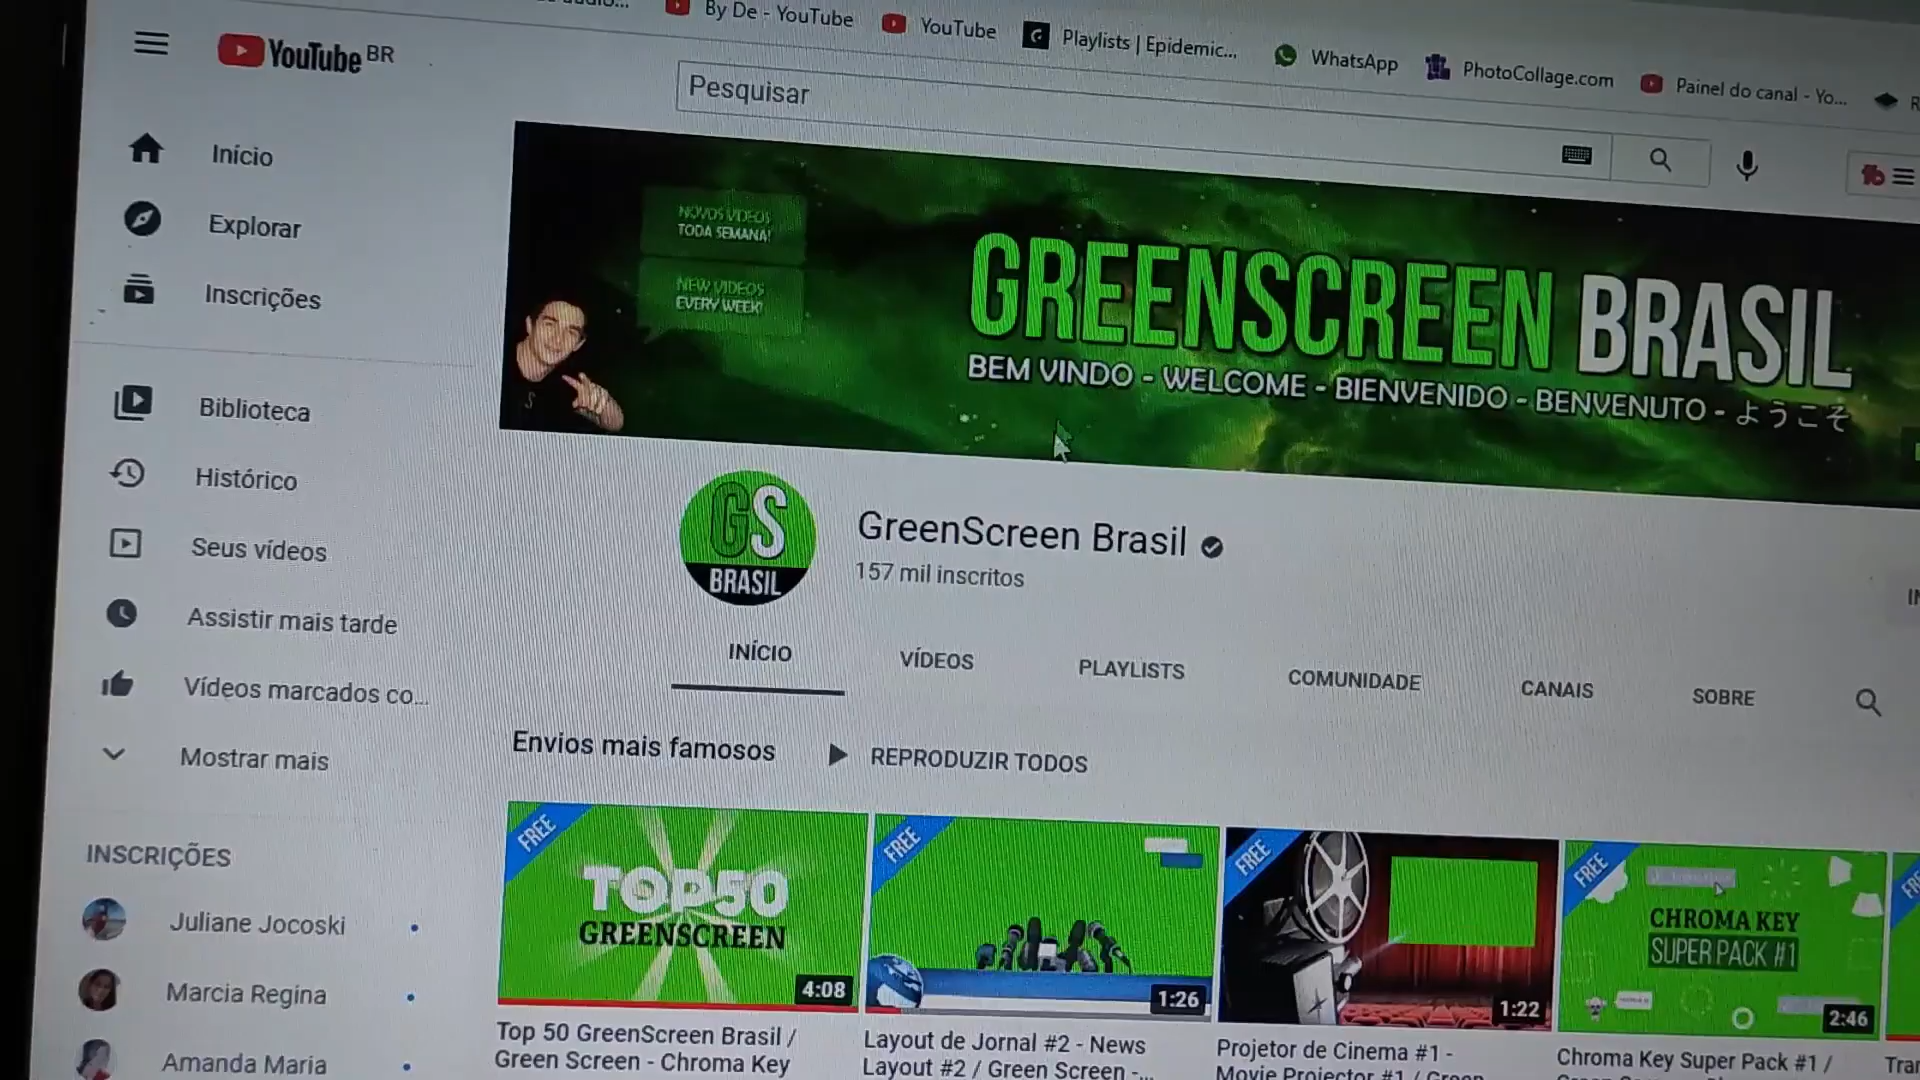 By De - YouTube
YouTube
Playlists | Epidemic...
WhatsApp
PhotoCollage.com
Painel do canal - Yo...
YouTube BR
Pesquisar
Início
Explorar
Inscrições
Biblioteca
Histórico
Seus vídeos
Assistir mais tarde
Vídeos marcados co...
Mostrar mais
INSCRIÇÕES
Juliane Jocoski
Marcia Regina
Amanda Maria
NOVOS VIDEOS
TODA SEMANA!
NEW VIDEOS
EVERY WEEK!
GREENSCREEN BRASIL
BEM VINDO - WELCOME - BIENVENIDO - BENVENUTO - ようこそ
GS
BRASIL
GreenScreen Brasil
157 mil inscritos
INÍCIO
VÍDEOS
PLAYLISTS
COMUNIDADE
CANAIS
SOBRE
Envios mais famosos
REPRODUZIR TODOS
FREE
TOP50
GREENSCREEN
4:08
Top 50 GreenScreen Brasil /
Green Screen - Chroma Key
FREE
1:26
Layout de Jornal #2 - News
Layout #2 / Green Screen -...
FREE
1:22
Projetor de Cinema #1 -
Movie Projector #1 / Green
FREE
CHROMA KEY
SUPER PACK #1
2:46
Chroma Key Super Pack #1 /